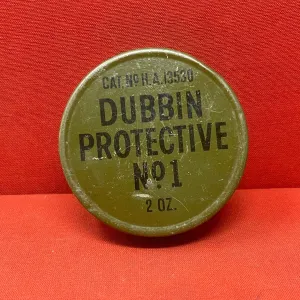 CAT. Nº H.A. 13530
DUBBIN
PROTECTIVE
Nº 1
2 OZ.